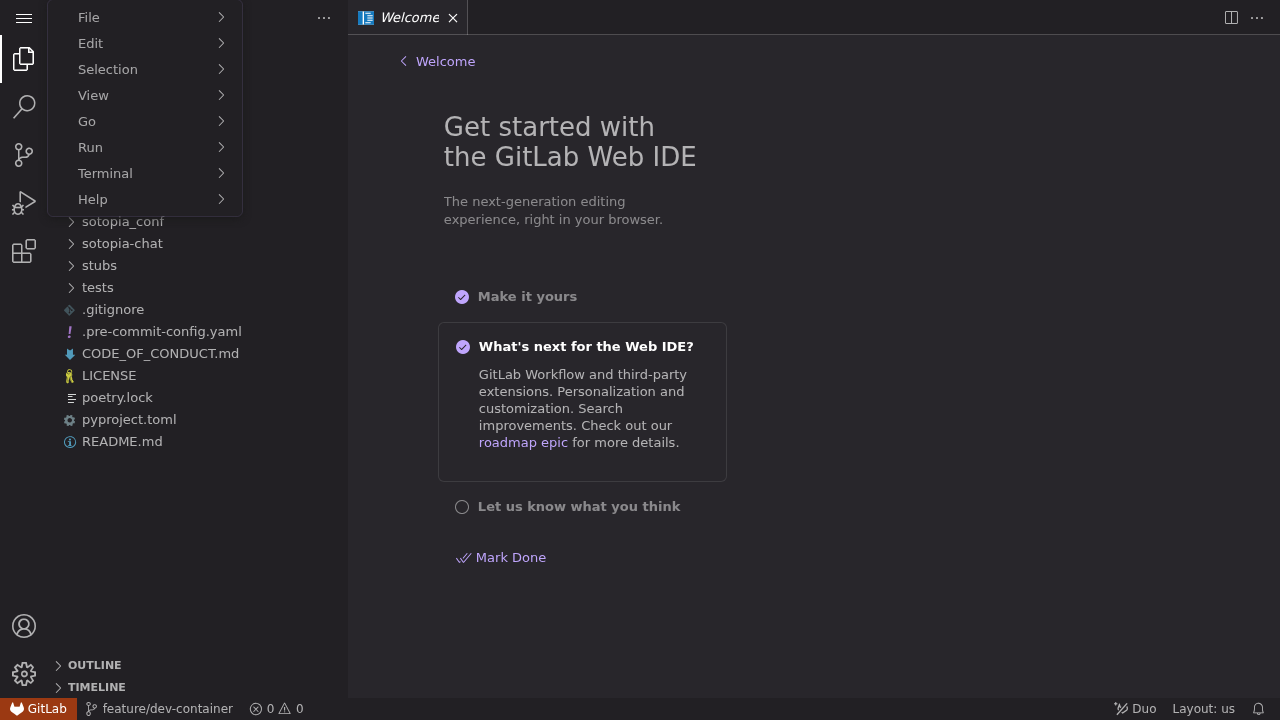 File
Edit
Selection
View
Go
Run
Terminal
Help
sotopia_conf
sotopia-chat
stubs
tests
.gitignore
.pre-commit-config.yaml
CODE_OF_CONDUCT.md
LICENSE
poetry.lock
pyproject.toml
README.md
OUTLINE
TIMELINE
Welcome
Welcome
Get started with
the GitLab Web IDE
The next-generation editing
experience, right in your browser.
Make it yours
What's next for the Web IDE?
GitLab Workflow and third-party
extensions. Personalization and
customization. Search
improvements. Check out our
roadmap epic for more details.
Let us know what you think
Mark Done
GitLab
feature/dev-container
0
0
Duo
Layout: us